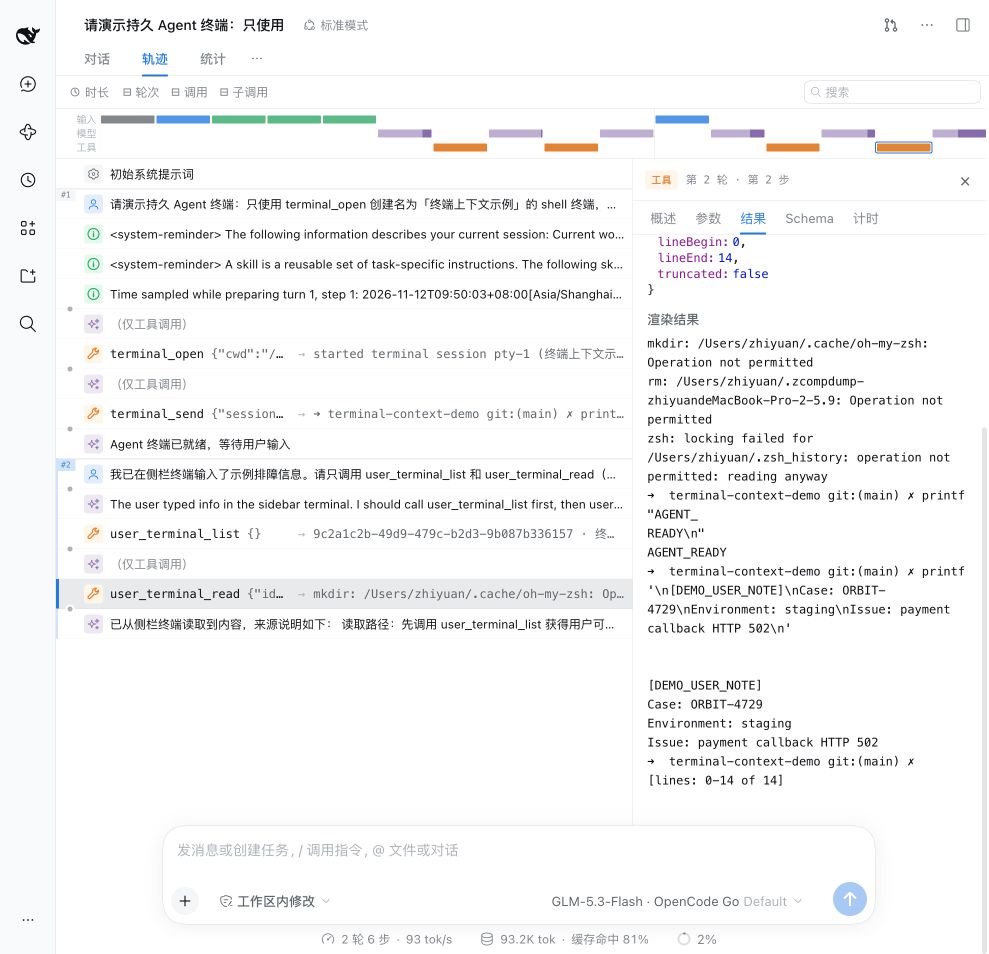 请演示持久 Agent 终端：只使用
标准模式
对话
轨迹
统计
...
时长
轮次
调用
子调用
搜索
输入
模型
工具
初始系统提示词
#1
请演示持久 Agent 终端：只使用 terminal_open 创建名为「终端上下文示例」的 shell 终端，...
<system-reminder> The following information describes your current session: Current wo...
<system-reminder> A skill is a reusable set of task-specific instructions. The following sk...
Time sampled while preparing turn 1, step 1: 2026-11-12T09:50:03+08:00[Asia/Shanghai...
（仅工具调用）
terminal_open {"cwd":"/… → started terminal session pty-1 (终端上下文示…
（仅工具调用）
terminal_send {"session… → ➜ terminal-context-demo git:(main) ✗ print…
Agent 终端已就绪，等待用户输入
#2
我已在侧栏终端输入了示例排障信息。请只调用 user_terminal_list 和 user_terminal_read（...
The user typed info in the sidebar terminal. I should call user_terminal_list first, then user...
user_terminal_list {} → 9c2a1c2b-49d9-479c-b2d3-9b087b336157 · 终…
（仅工具调用）
user_terminal_read {"id… → mkdir: /Users/zhiyuan/.cache/oh-my-zsh: Op…
已从侧栏终端读取到内容，来源说明如下： 读取路径：先调用 user_terminal_list 获得用户可...
工具
第 2 轮 · 第 2 步
概述
参数
结果
Schema
计时
lineBegin: 0,
lineEnd: 14,
truncated: false
}
渲染结果
mkdir: /Users/zhiyuan/.cache/oh-my-zsh:
Operation not permitted
rm: /Users/zhiyuan/.zcompdump-
zhiyuandeMacBook-Pro-2-5.9: Operation not
permitted
zsh: locking failed for
/Users/zhiyuan/.zsh_history: operation not
permitted: reading anyway
➜  terminal-context-demo git:(main) ✗ printf
"AGENT_
READY\n"
AGENT_READY
➜  terminal-context-demo git:(main) ✗ printf
'\n[DEMO_USER_NOTE]\nCase: ORBIT-
4729\nEnvironment: staging\nIssue: payment
callback HTTP 502\n'
[DEMO_USER_NOTE]
Case: ORBIT-4729
Environment: staging
Issue: payment callback HTTP 502
➜  terminal-context-demo git:(main) ✗
[lines: 0-14 of 14]
发消息或创建任务, / 调用指令, @ 文件或对话
工作区内修改
GLM-5.3-Flash · OpenCode Go Default
2 轮 6 步 · 93 tok/s
93.2K tok · 缓存命中 81%
2%